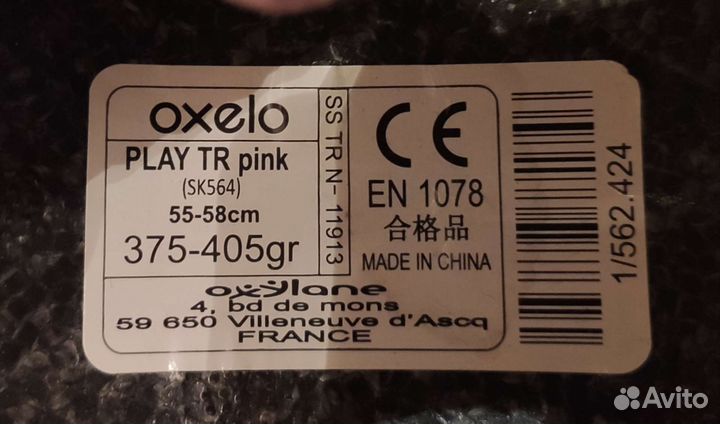 oxelo
PLAY TR pink
(SK564)
55-58cm
375-405gr
SS TR N- 11913
CE
EN 1078
合格品
MADE IN CHINA
oxylane
4, bd de mons
59 650 Villeneuve d'Ascq
FRANCE
1/562.424
Avito